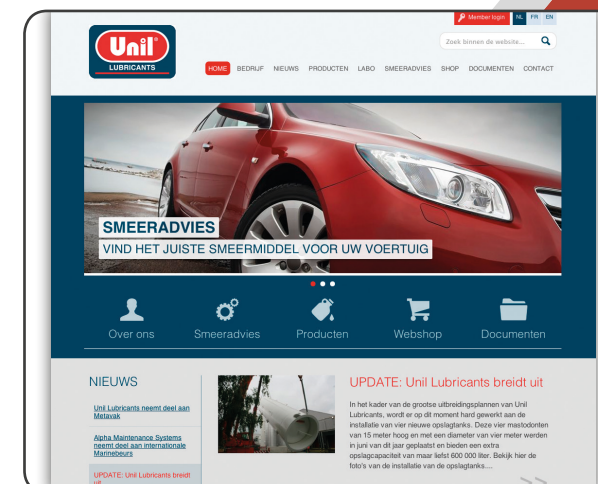 Member login NL FR EN
Zoek binnen de website...
Unil®
LUBRICANTS
HOME BEDRIJF NIEUWS PRODUCTEN LABO SMEERADVIES SHOP DOCUMENTEN CONTACT
SMEERADVIES
VIND HET JUISTE SMEERMIDDEL VOOR UW VOERTUIG
Over ons Smeeradvies Producten Webshop Documenten
NIEUWS
Unil Lubricants neemt deel aan
Metavak
Alpha Maintenance Systems
neemt deel aan internationale
Marinebeurs
UPDATE: Unil Lubricants breidt
uit
UPDATE: Unil Lubricants breidt uit
In het kader van de grootse uitbreidingsplannen van Unil
Lubricants, wordt er op dit moment hard gewerkt aan de
installatie van vier nieuwe opslagtanks. Deze vier mastodonten
van 15 meter hoog en met een diameter van vier meter werden
in juni van dit jaar geplaatst en bieden een extra
opslagcapaciteit van maar liefst 600 000 liter. Bekijk hier de
foto's van de installatie van de opslagtanks....